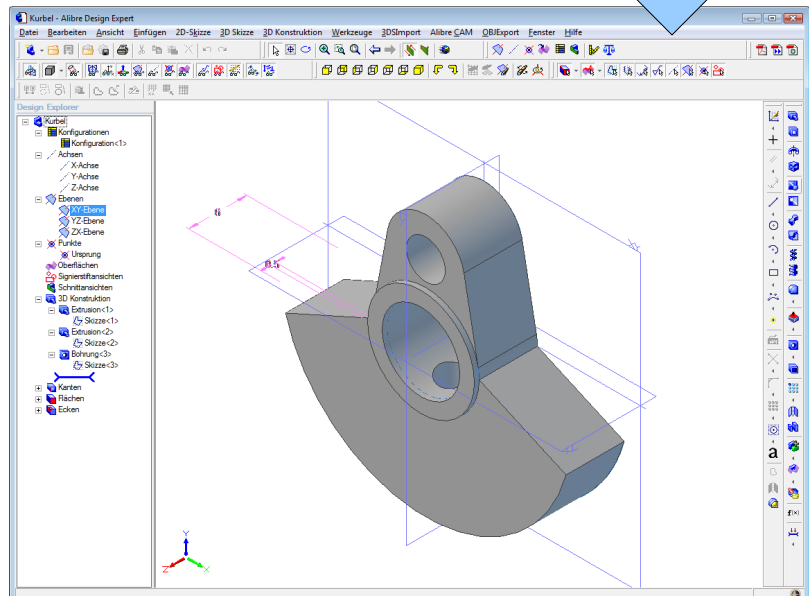 Kurbel - Alibre Design Expert
Datei Bearbeiten Ansicht Einfügen 2D-Skizze 3D Skizze 3D Konstruktion Werkzeuge 3DSImport Alibre CAM OBJExport Fenster Hilfe
Design Explorer
Kurbel
Konfigurationen
Konfiguration<1>
Achsen
X-Achse
Y-Achse
Z-Achse
Ebenen
XY-Ebene
YZ-Ebene
ZX-Ebene
Punkte
Ursprung
Oberflächen
Signierstiftansichten
Schnittansichten
3D Konstruktion
Extrusion<1>
Skizze<1>
Extrusion<2>
Skizze<2>
Bohrung<3>
Skizze<3>
Kanten
Flächen
Ecken
6
0.5
Y
Z
X
a
f(x)